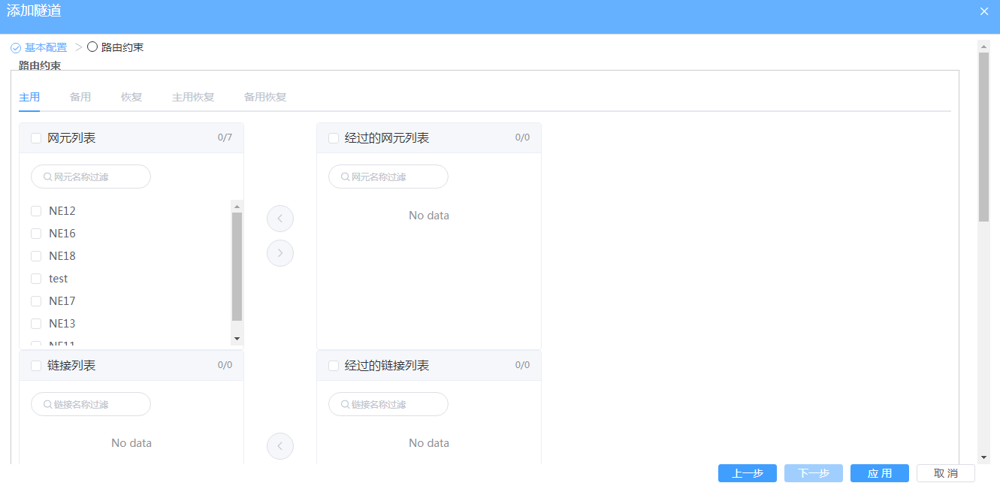 添加隧道
基本配置 > 路由约束
路由约束
主用 备用 恢复 主用恢复 备用恢复
网元列表 0/7
经过的网元列表 0/0
网元名称过滤
网元名称过滤
NE12
NE16
NE18
test
NE17
NE13
NE11
No data
链接列表 0/0
经过的链接列表 0/0
链接名称过滤
链接名称过滤
No data
No data
上一步 下一步 应用 取消